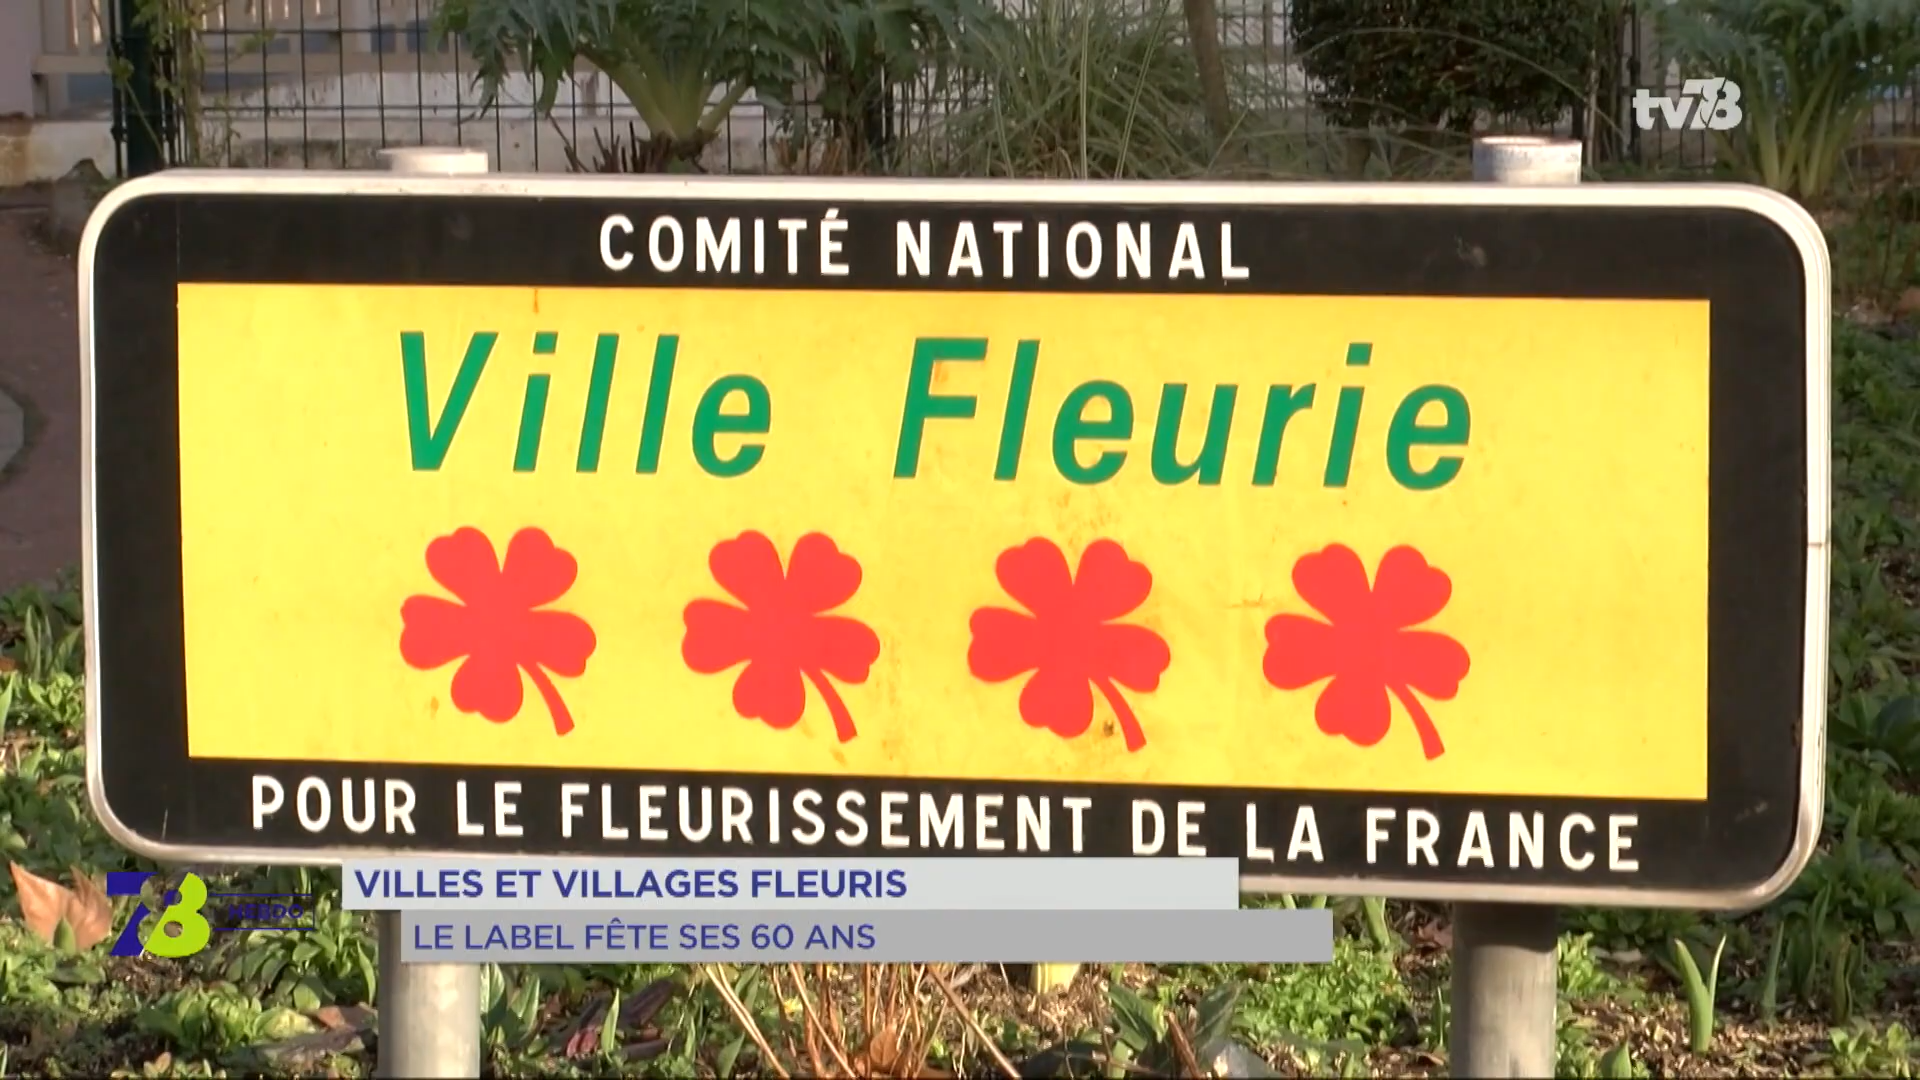 tv78
COMITÉ NATIONAL
Ville Fleurie
POUR LE FLEURISSEMENT DE LA FRANCE
VILLES ET VILLAGES FLEURIS
78 HEBDO
LE LABEL FÊTE SES 60 ANS